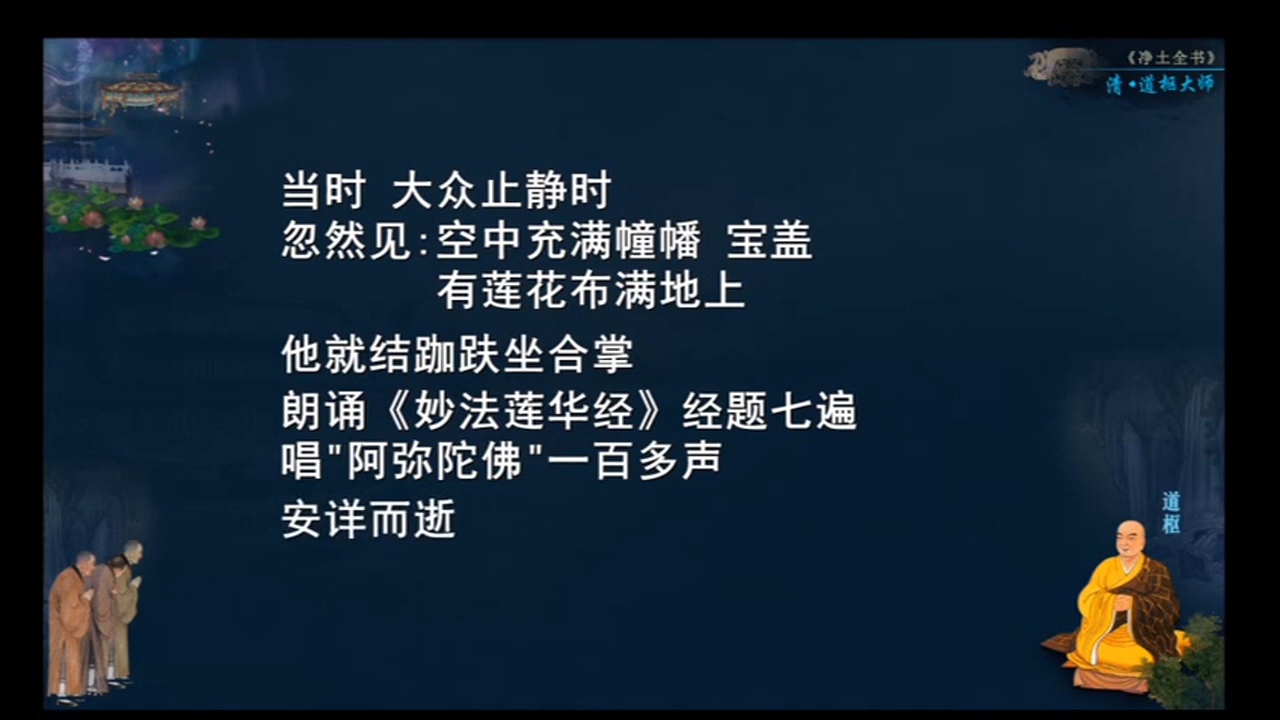 《净土全书》
清·道枢大师
当时 大众止静时
忽然见:空中充满幢幡 宝盖
有莲花布满地上
他就结跏趺坐合掌
朗诵《妙法莲华经》经题七遍
唱"阿弥陀佛"一百多声
安详而逝
道枢